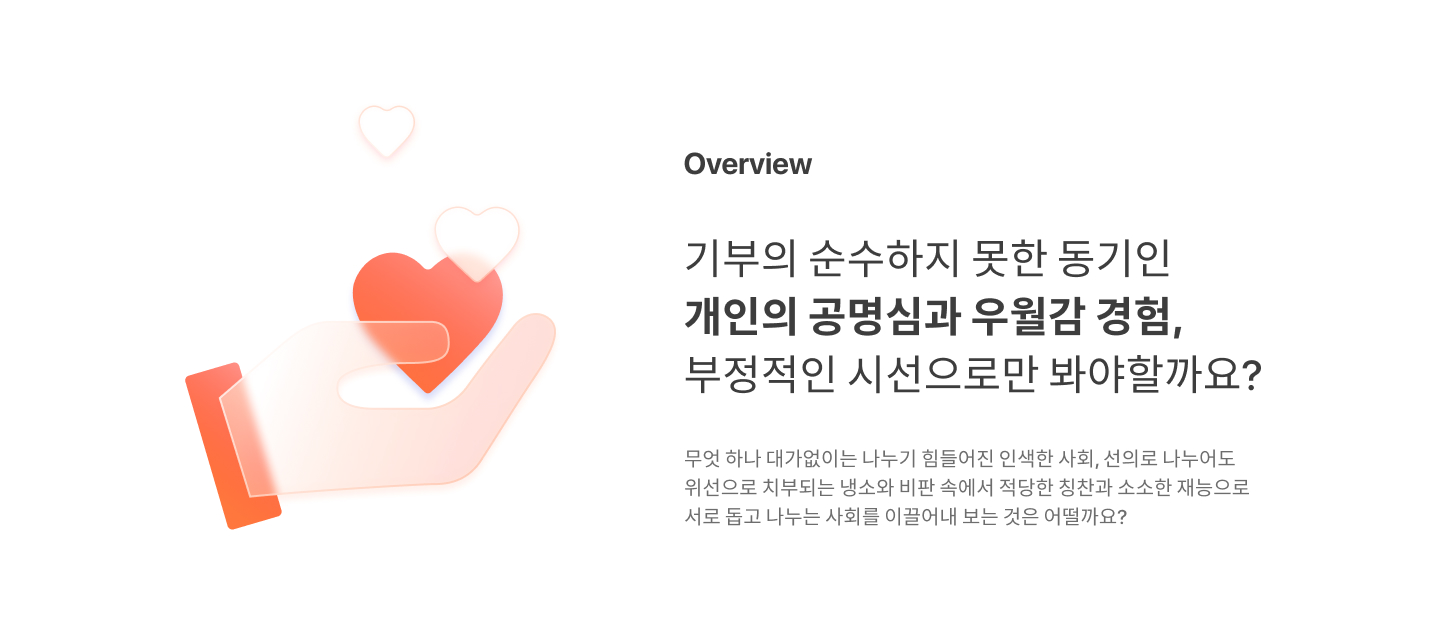 Overview
기부의 순수하지 못한 동기인
개인의 공명심과 우월감 경험,
부정적인 시선으로만 봐야할까요?
무엇 하나 대가없이는 나누기 힘들어진 인색한 사회, 선의로 나누어도
위선으로 치부되는 냉소와 비판 속에서 적당한 칭찬과 소소한 재능으로
서로 돕고 나누는 사회를 이끌어내 보는 것은 어떨까요?